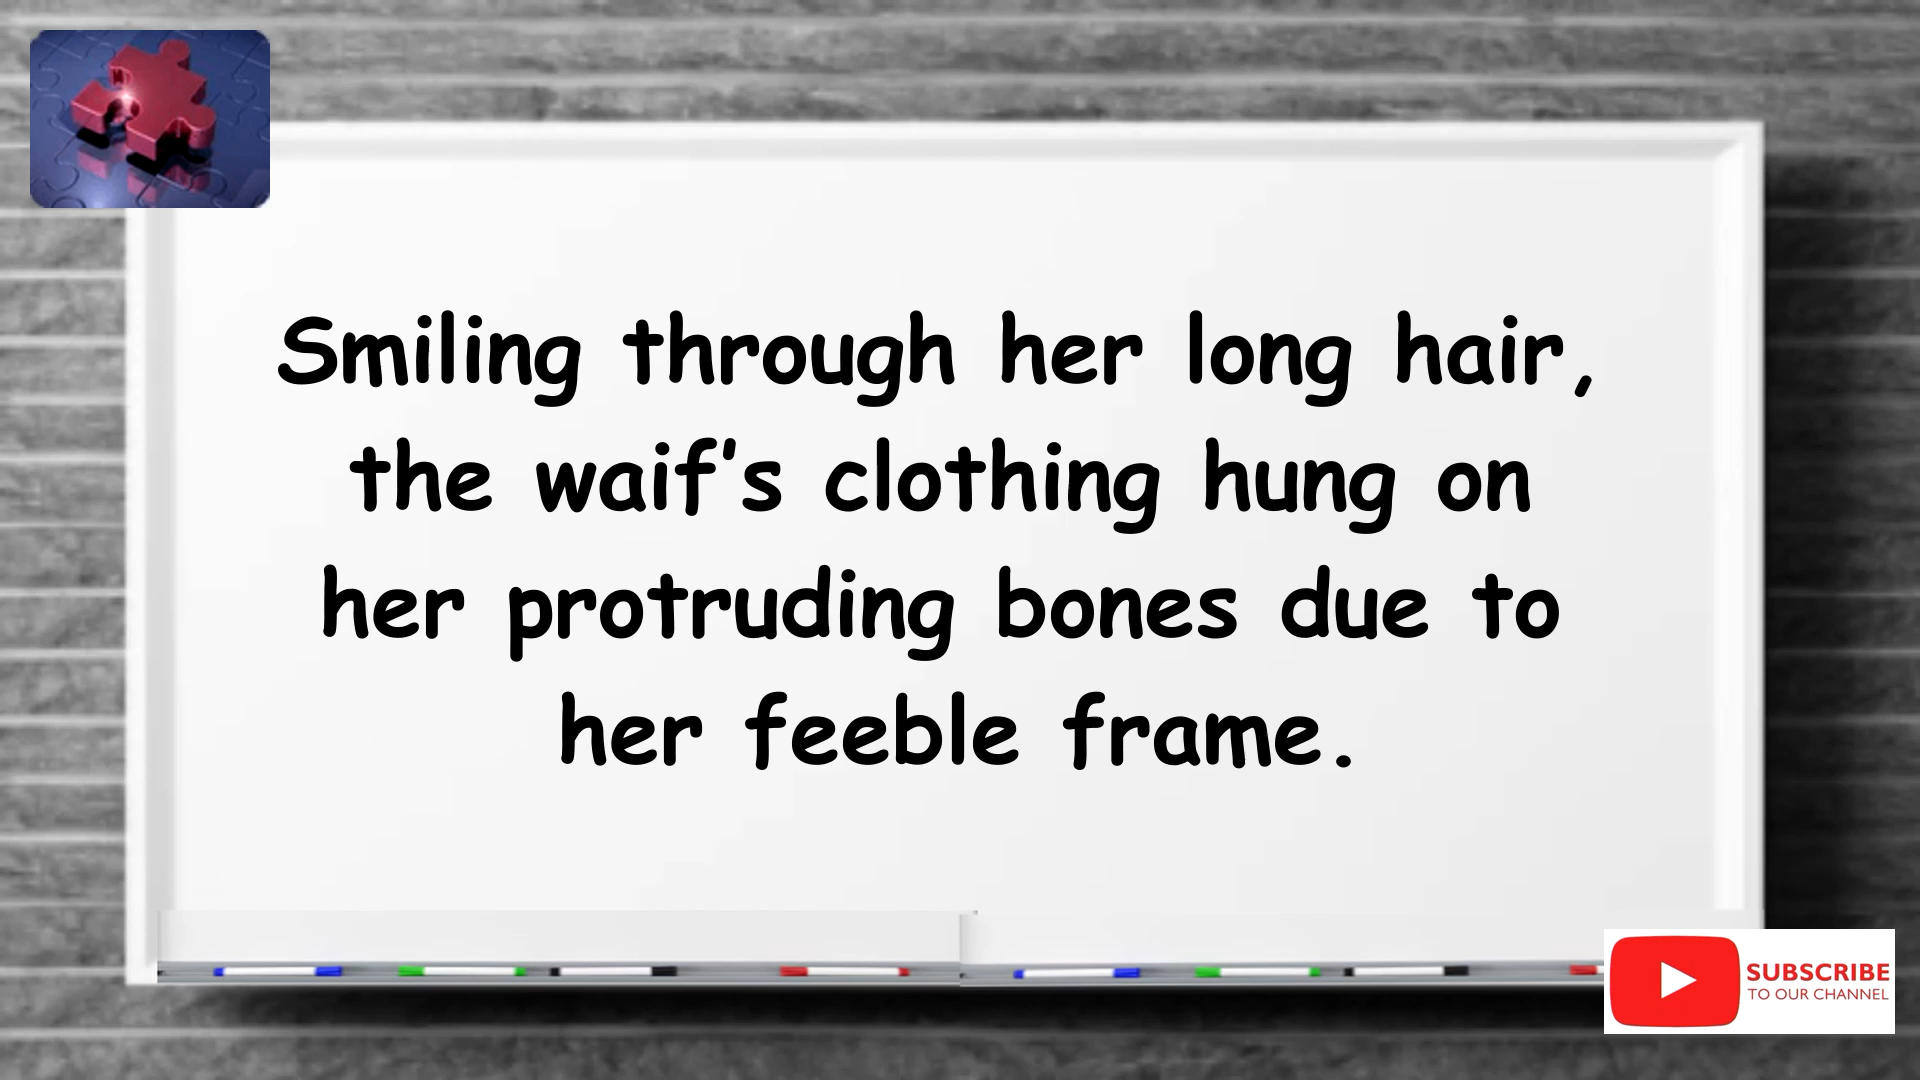 Smiling through her long hair,
the waif's clothing hung on
her protruding bones due to
her feeble frame.
SUBSCRIBE
TO OUR CHANNEL